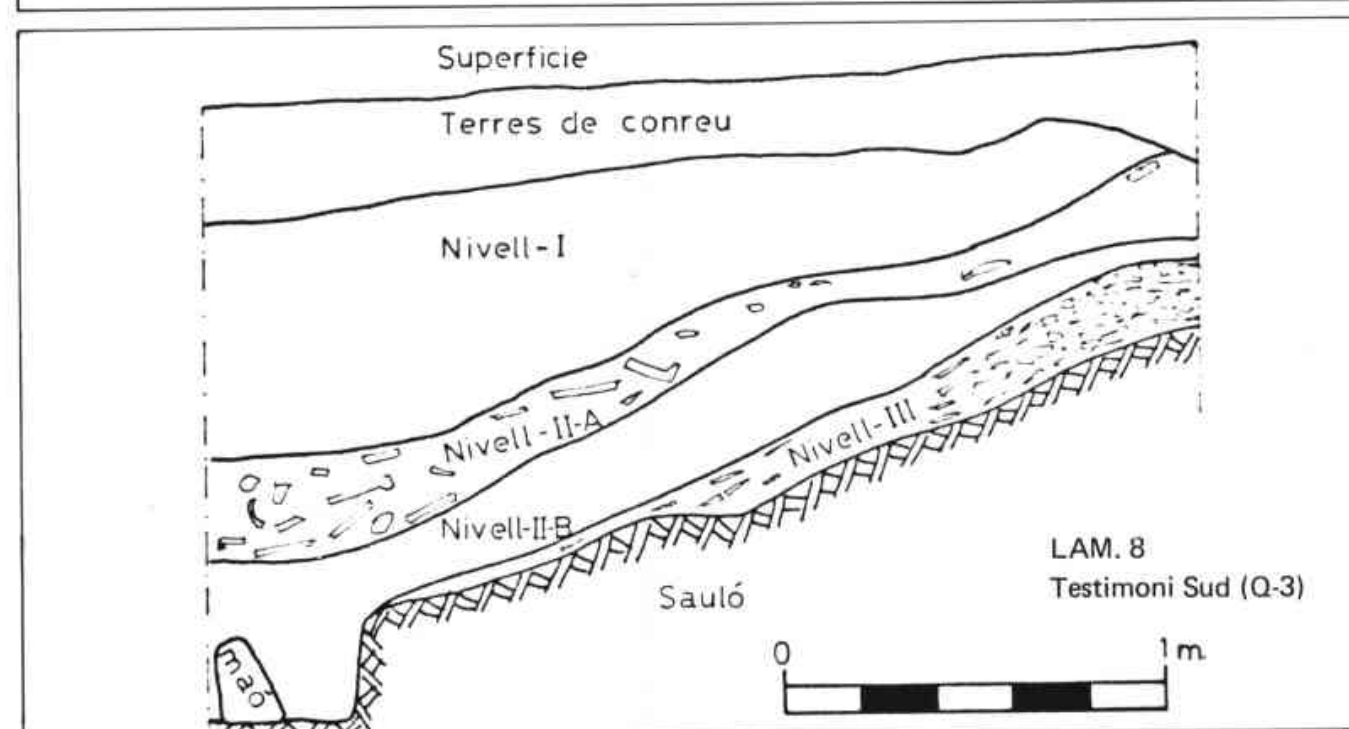 Superficie
Terres de conreu
Nivell-I
Nivell-II-A
Nivell-III
Nivell-II-B
Sauló
maó
LAM. 8
Testimoni Sud (Q-3)
0 1 m.